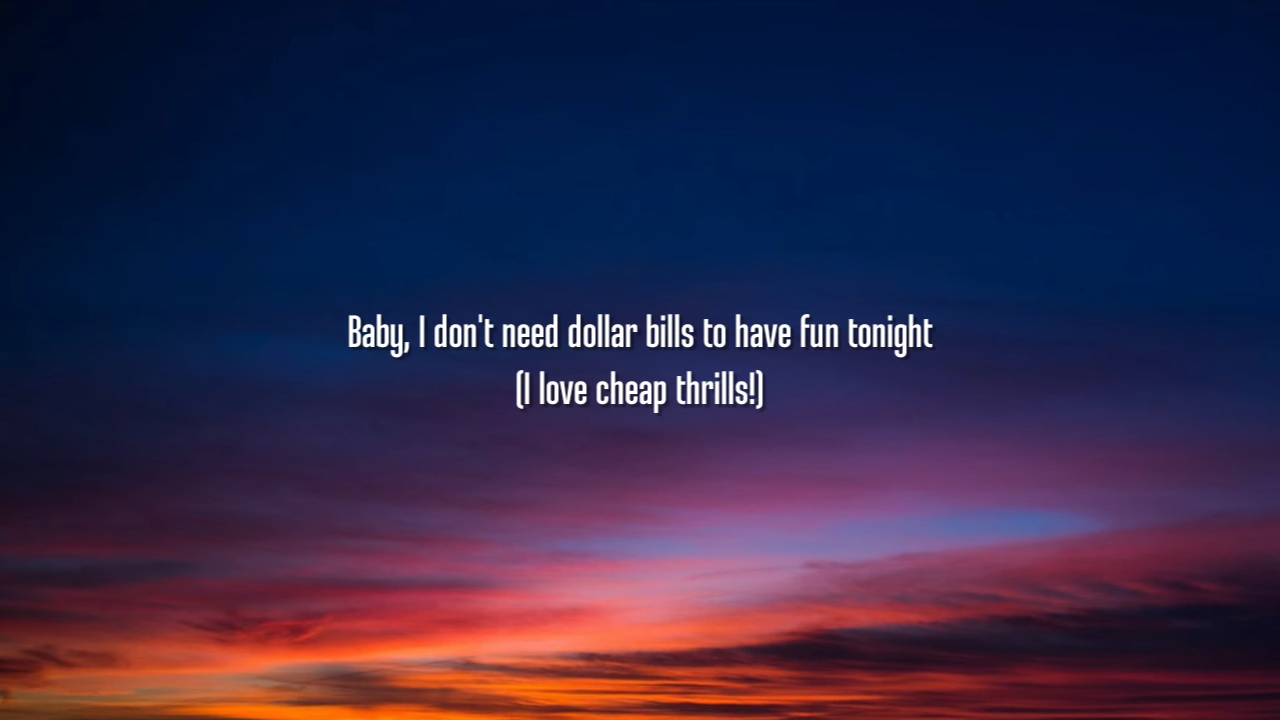 Baby, I don't need dollar bills to have fun tonight
(I love cheap thrills!)